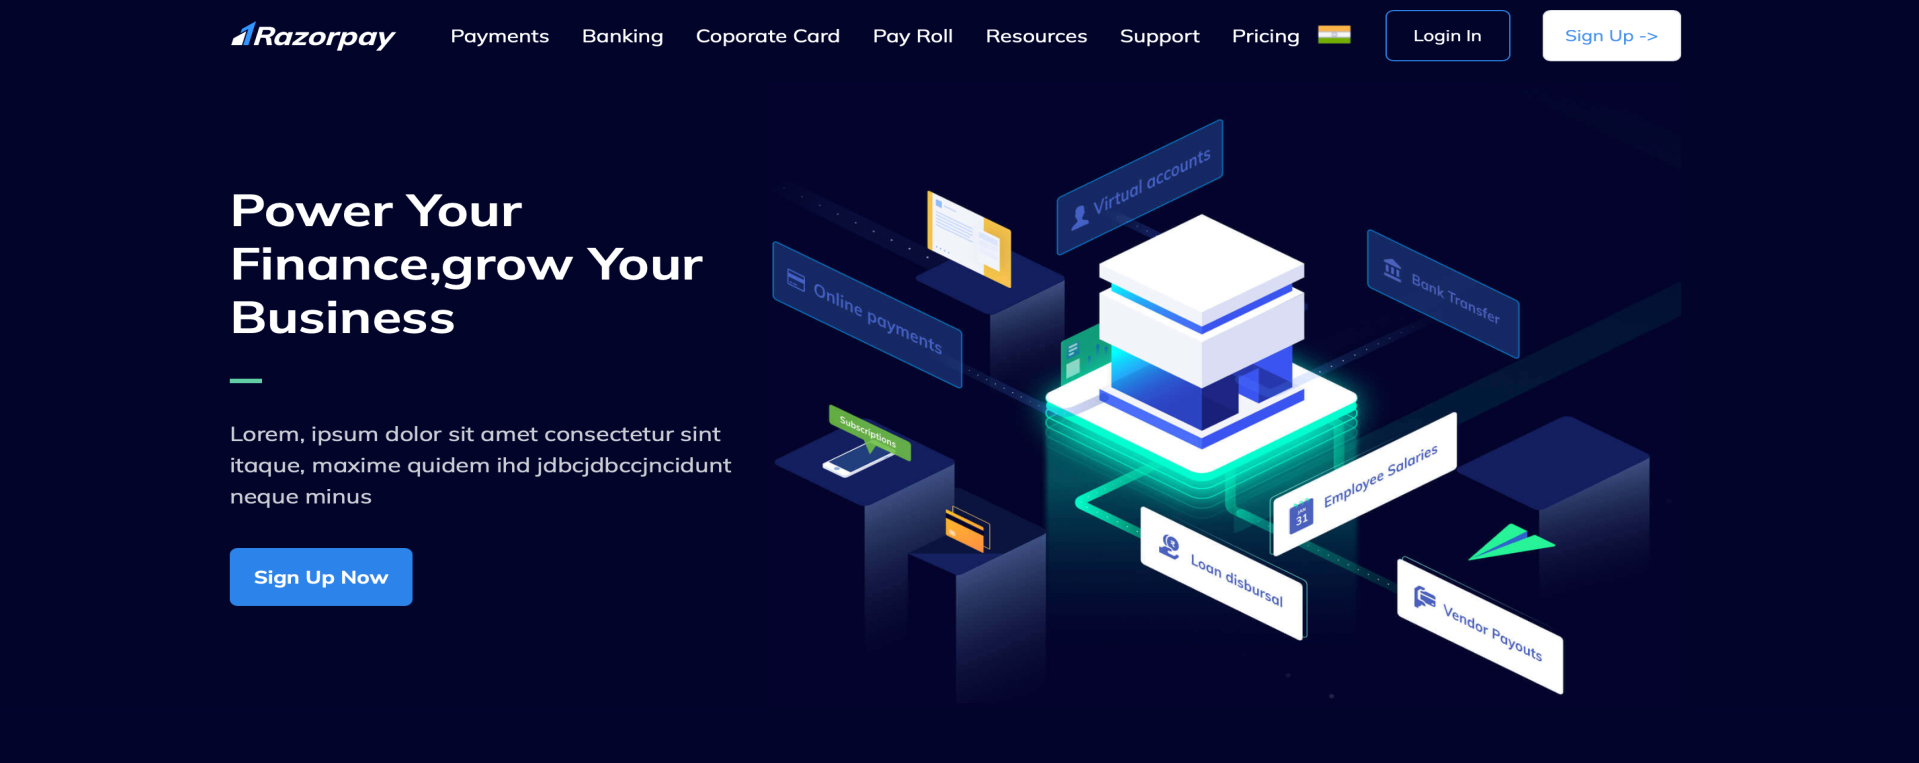 Razorpay
Payments
Banking
Coporate Card
Pay Roll
Resources
Support
Pricing
Login In
Sign Up ->
Power Your
Finance,grow Your
Business
Lorem, ipsum dolor sit amet consectetur sint
itaque, maxime quidem ihd jdbcjdbccjncidunt
neque minus
Sign Up Now
Virtual accounts
Online payments
Bank Transfer
Subscriptions
Employee Salaries
JAN
31
Loan disbursal
Vendor Payouts